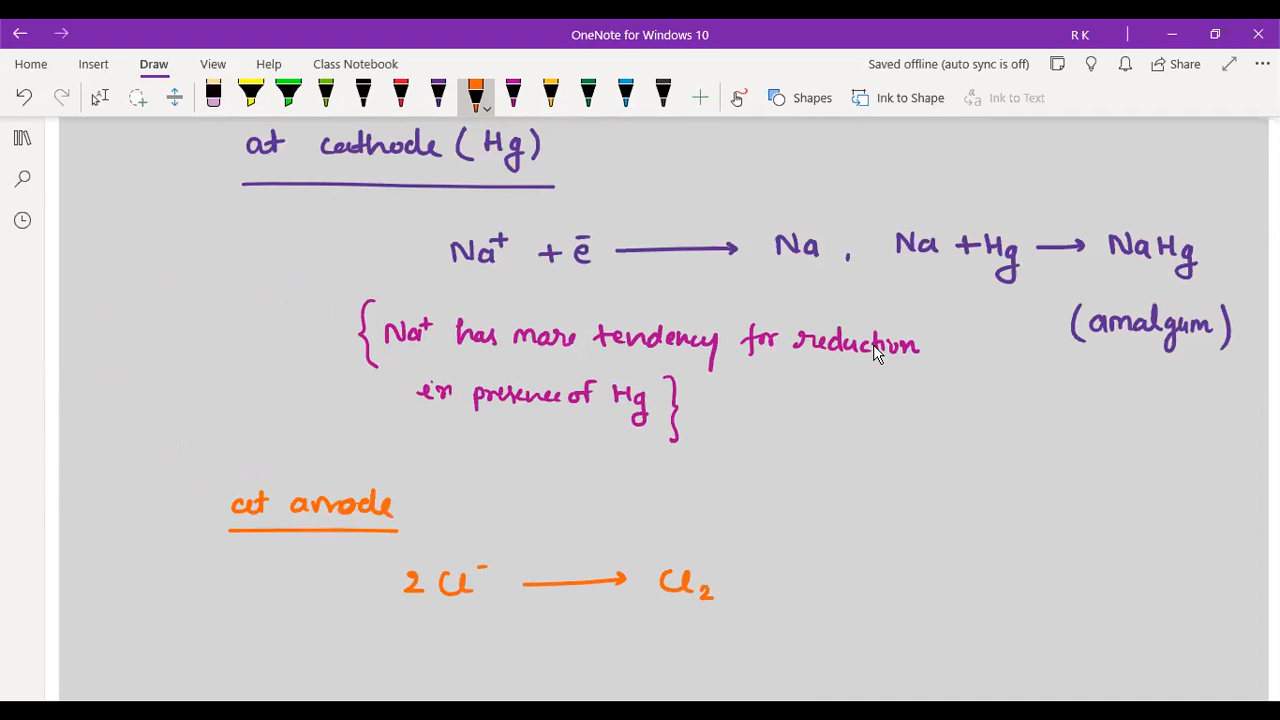 OneNote for Windows 10
R K
Home Insert Draw View Help Class Notebook
Saved offline (auto sync is off)
Share
Shapes
Ink to Shape
Ink to Text
at cathode (Hg)
Na⁺ + ē ⟶ Na , Na + Hg ⟶ NaHg
(amalgum)
{ Na⁺ has more tendency for reduction
in presence of Hg }
at anode
2 Cl⁻ ⟶ Cl₂